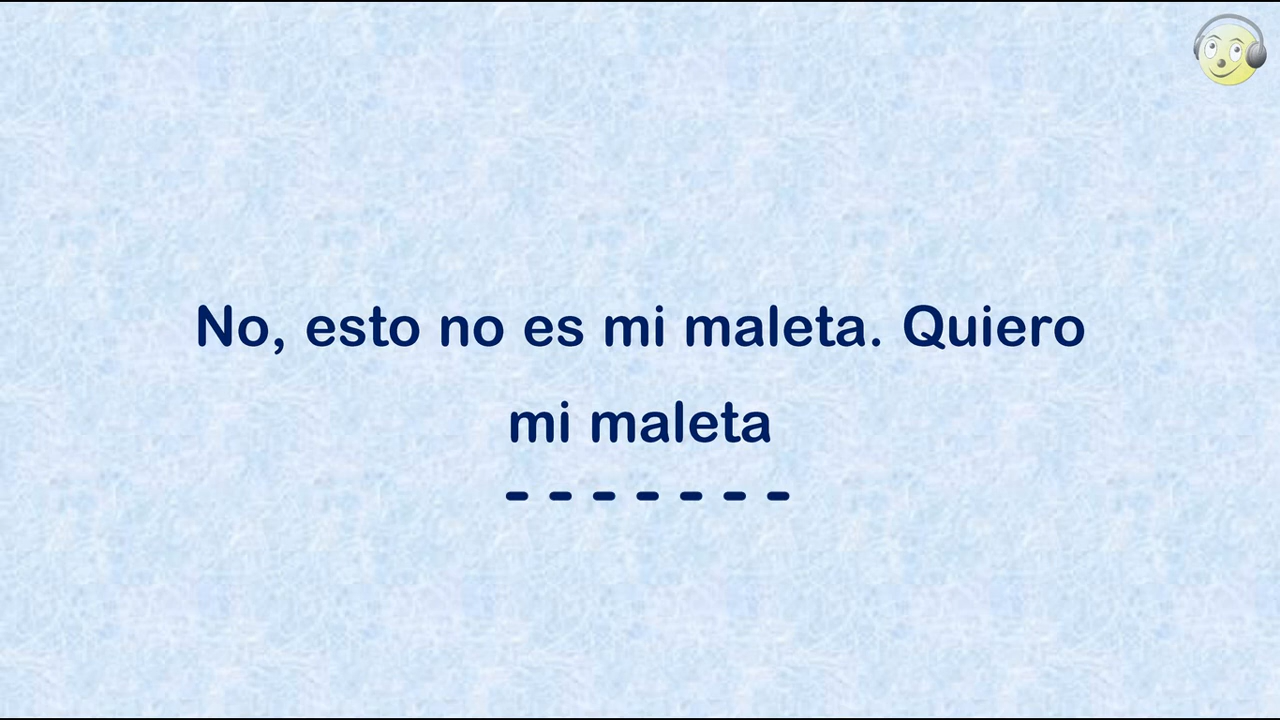 No, esto no es mi maleta. Quiero
mi maleta
- - - - - - -